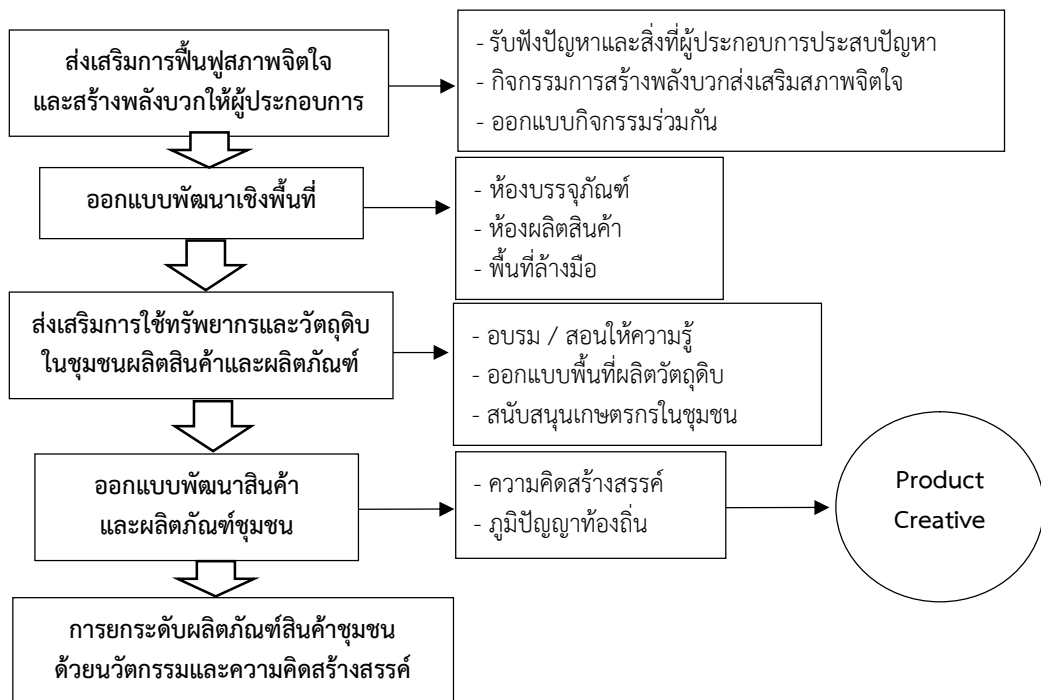 ส่งเสริมการฟื้นฟูสภาพจิตใจ
และสร้างพลังบวกให้ผู้ประกอบการ
- รับฟังปัญหาและสิ่งที่ผู้ประกอบการประสบปัญหา
- กิจกรรมการสร้างพลังบวกส่งเสริมสภาพจิตใจ
- ออกแบบกิจกรรมร่วมกัน
ออกแบบพัฒนาเชิงพื้นที่
- ห้องบรรจุภัณฑ์
- ห้องผลิตสินค้า
- พื้นที่ล้างมือ
ส่งเสริมการใช้ทรัพยากรและวัตถุดิบ
ในชุมชนผลิตสินค้าและผลิตภัณฑ์
- อบรม / สอนให้ความรู้
- ออกแบบพื้นที่ผลิตวัตถุดิบ
- สนับสนุนเกษตรกรในชุมชน
ออกแบบพัฒนาสินค้า
และผลิตภัณฑ์ชุมชน
- ความคิดสร้างสรรค์
- ภูมิปัญญาท้องถิ่น
Product
Creative
การยกระดับผลิตภัณฑ์สินค้าชุมชน
ด้วยนวัตกรรมและความคิดสร้างสรรค์